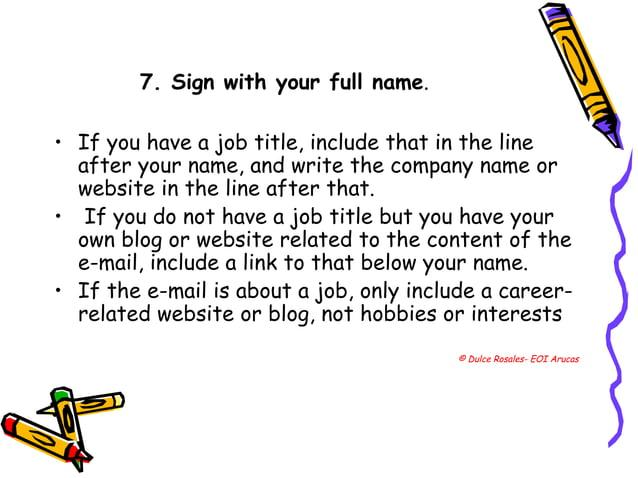 7. Sign with your full name.
• If you have a job title, include that in the line
after your name, and write the company name or
website in the line after that.
• If you do not have a job title but you have your
own blog or website related to the content of the
e-mail, include a link to that below your name.
• If the e-mail is about a job, only include a career-
related website or blog, not hobbies or interests
© Dulce Rosales- EOI Arucas